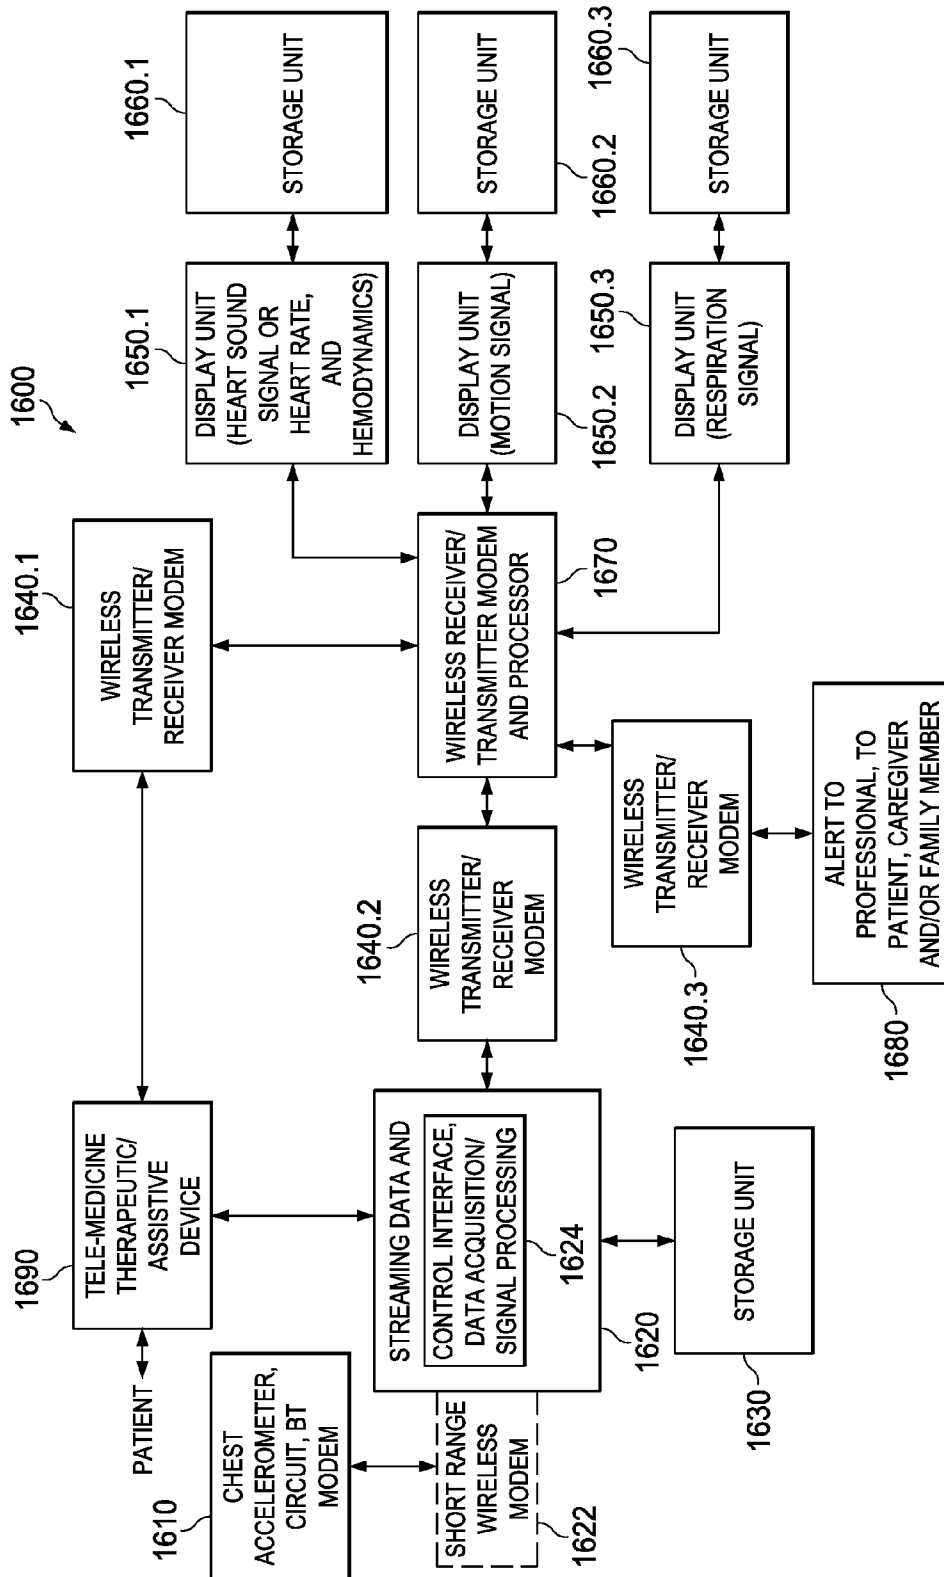 1600
PATIENT
1690
TELE-MEDICINE
THERAPEUTIC/
ASSISTIVE
DEVICE
1640.1
WIRELESS
TRANSMITTER/
RECEIVER MODEM
1650.1
DISPLAY UNIT
(HEART SOUND
SIGNAL OR
HEART RATE,
AND
HEMODYNAMICS)
1660.1
STORAGE UNIT
1610
CHEST
ACCELEROMETER,
CIRCUIT, BT
MODEM
SHORT RANGE
WIRELESS
MODEM
1622
STREAMING DATA AND
CONTROL INTERFACE,
DATA ACQUISITION/
SIGNAL PROCESSING
1624
1620
1640.2
WIRELESS
TRANSMITTER/
RECEIVER
MODEM
WIRELESS RECEIVER/
TRANSMITTER MODEM
AND PROCESSOR
1670
DISPLAY UNIT
(MOTION SIGNAL)
1650.2
STORAGE UNIT
1660.2
STORAGE UNIT
1630
WIRELESS
TRANSMITTER/
RECEIVER
MODEM
1640.3
1650.3
DISPLAY UNIT
(RESPIRATION
SIGNAL)
1660.3
STORAGE UNIT
ALERT TO
PROFESSIONAL, TO
PATIENT, CAREGIVER
AND/OR FAMILY MEMBER
1680